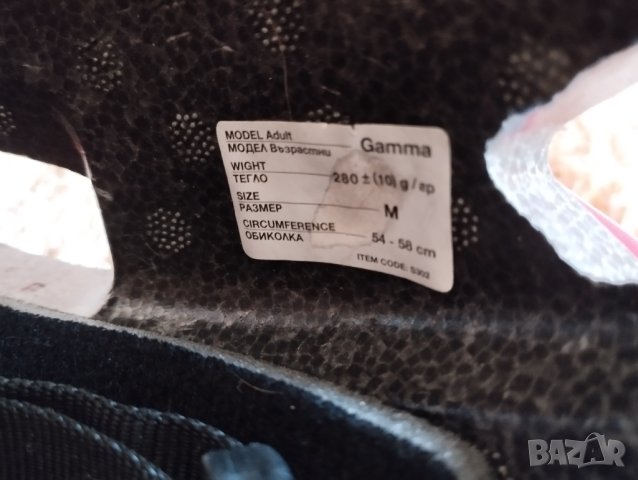 MODEL Adult
МОДЕЛ Възрастни Gamma
WIGHT
ТЕГЛО 280 ± (10) g / гр
SIZE
РАЗМЕР M
CIRCUMFERENCE
ОБИКОЛКА 54 - 58 cm
ITEM CODE: S302
BAZAR